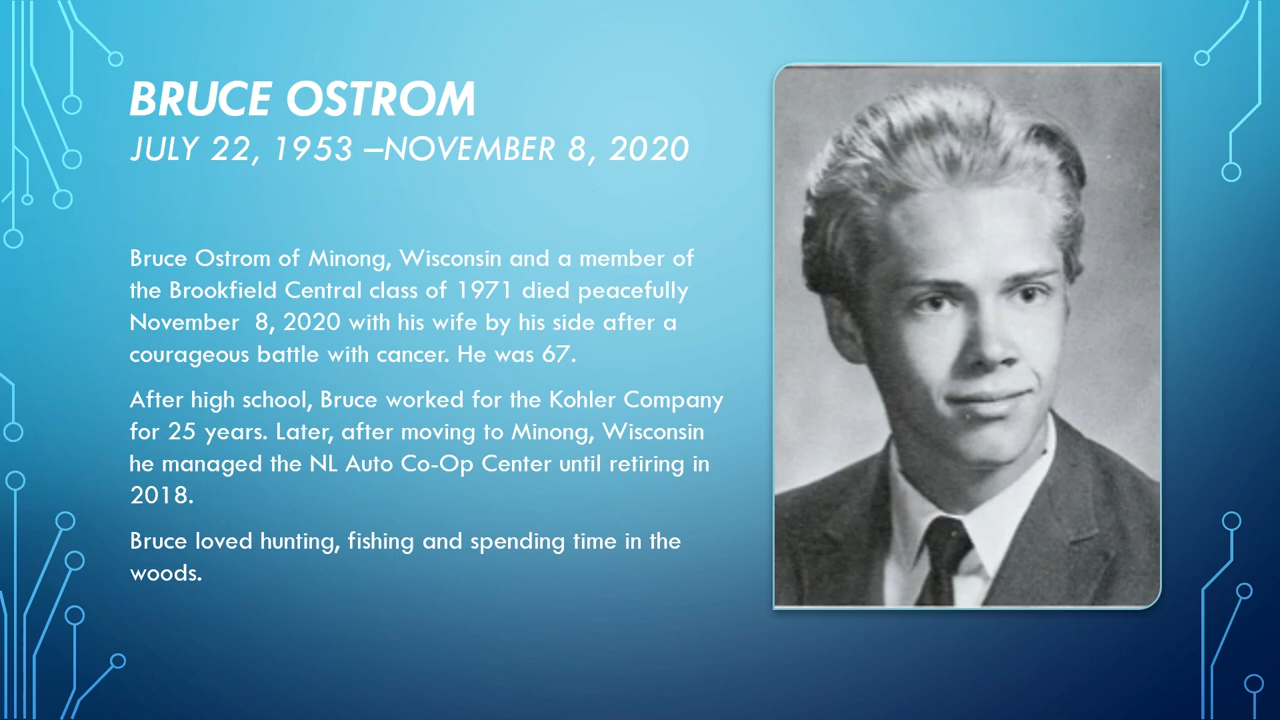 BRUCE OSTROM
JULY 22, 1953 –NOVEMBER 8, 2020
Bruce Ostrom of Minong, Wisconsin and a member of
the Brookfield Central class of 1971 died peacefully
November  8, 2020 with his wife by his side after a
courageous battle with cancer. He was 67.
After high school, Bruce worked for the Kohler Company
for 25 years. Later, after moving to Minong, Wisconsin
he managed the NL Auto Co-Op Center until retiring in
2018.
Bruce loved hunting, fishing and spending time in the
woods.